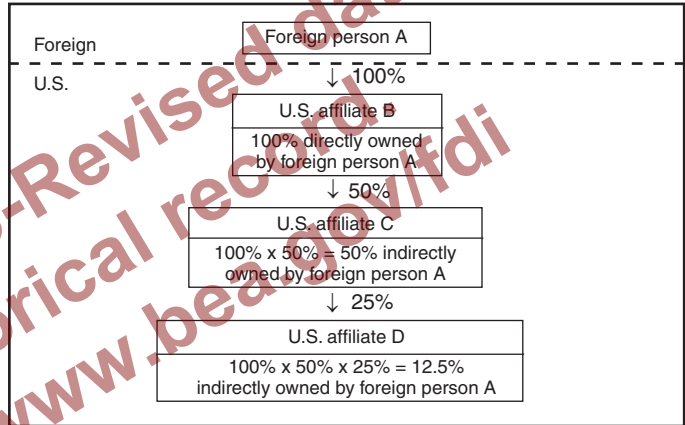 Foreign
Foreign person A
U.S.
↓ 100%
U.S. affiliate B
100% directly owned
by foreign person A
↓ 50%
U.S. affiliate C
100% x 50% = 50% indirectly
owned by foreign person A
↓ 25%
U.S. affiliate D
100% x 50% x 25% = 12.5%
indirectly owned by foreign person A
-Revised
record
www.bea.gov/fdi